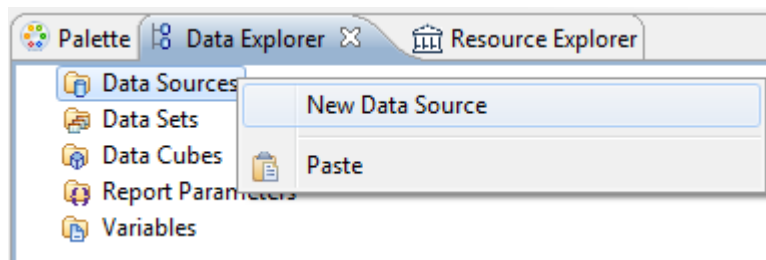 Palette Data Explorer Resource Explorer
Data Sources
New Data Source
Data Sets
Data Cubes
Paste
Report Parameters
Variables